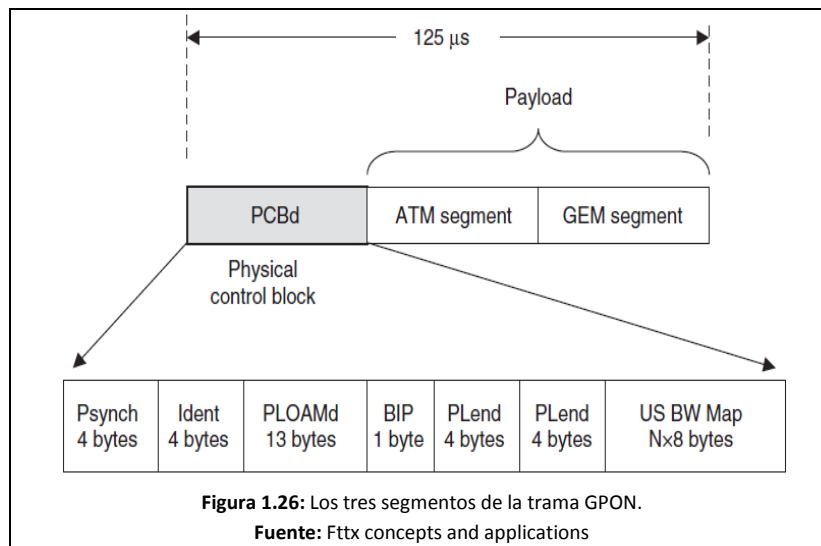 125 μs
Payload
PCBd
ATM segment
GEM segment
Physical
control block
Psynch
4 bytes
Ident
4 bytes
PLOAMd
13 bytes
BIP
1 byte
PLend
4 bytes
PLend
4 bytes
US BW Map
N×8 bytes
Figura 1.26: Los tres segmentos de la trama GPON.
Fuente: Fttx concepts and applications